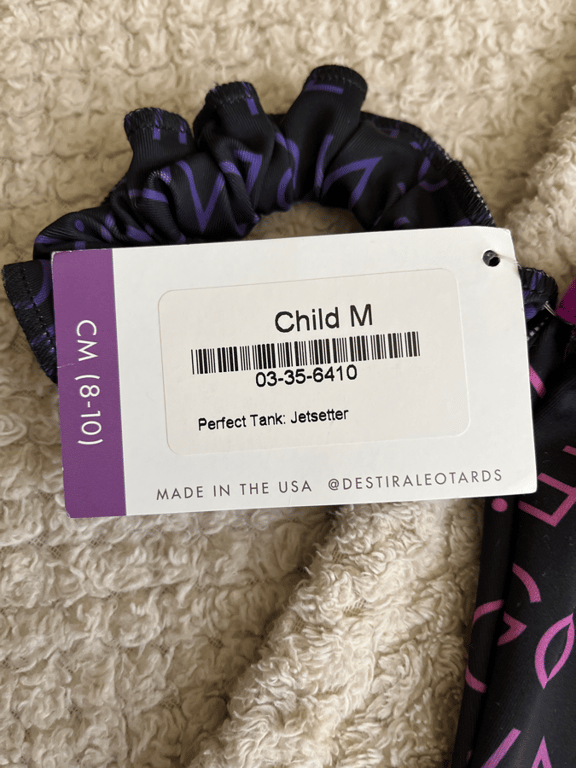 CM (8-10)
Child M
03-35-6410
Perfect Tank: Jetsetter
MADE IN THE USA @DESTIRALEOTARDS